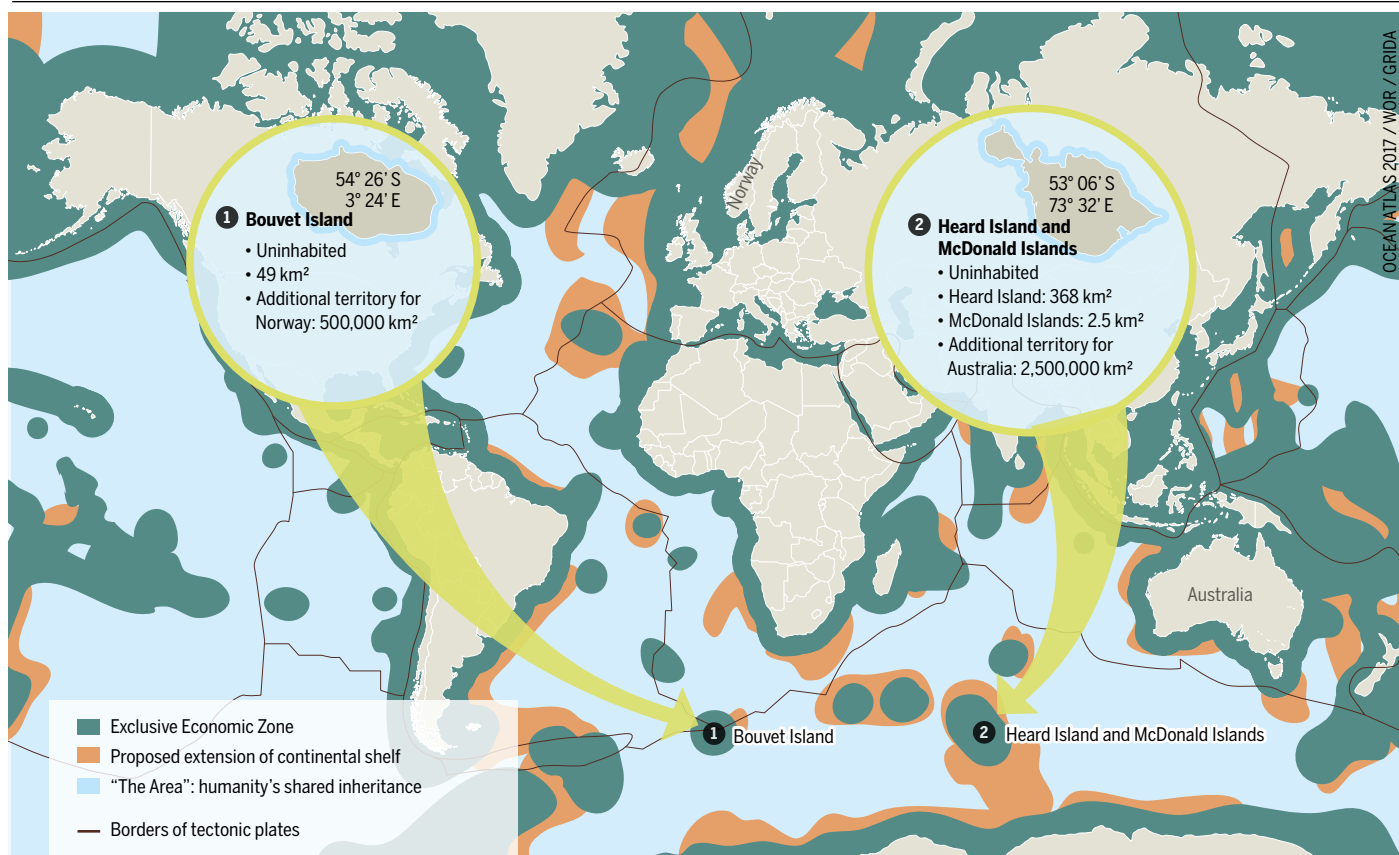 OCEAN ATLAS 2017 / WOR / GRIDA
54° 26’ S
3° 24’ E
1 Bouvet Island
• Uninhabited
• 49 km²
• Additional territory for
Norway: 500,000 km²
Norway
53° 06’ S
73° 32’ E
2 Heard Island and
McDonald Islands
• Uninhabited
• Heard Island: 368 km²
• McDonald Islands: 2.5 km²
• Additional territory for
Australia: 2,500,000 km²
Australia
1 Bouvet Island
2 Heard Island and McDonald Islands
Exclusive Economic Zone
Proposed extension of continental shelf
“The Area”: humanity’s shared inheritance
Borders of tectonic plates